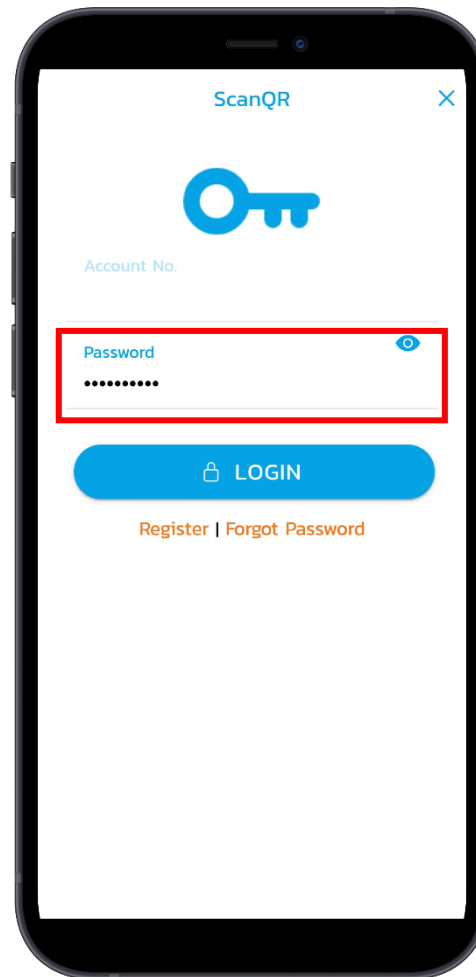 ScanQR
Account No.
Password
••••••••••
LOGIN
Register | Forgot Password